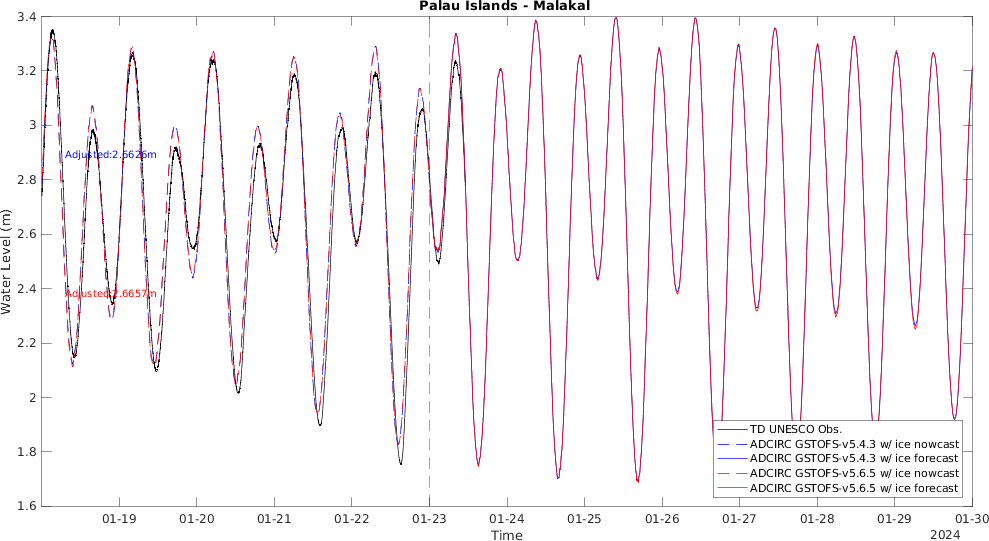 Palau Islands - Malakal
3.4
3.2
3
2.8
2.6
2.4
2.2
2
1.8
1.6
Water Level (m)
Adjusted:2.6626m
Adjusted:2.6657m
TD UNESCO Obs.
ADCIRC GSTOFS-v5.4.3 w/ ice nowcast
ADCIRC GSTOFS-v5.4.3 w/ ice forecast
ADCIRC GSTOFS-v5.6.5 w/ ice nowcast
ADCIRC GSTOFS-v5.6.5 w/ ice forecast
01-19 01-20 01-21 01-22 01-23 01-24 01-25 01-26 01-27 01-28 01-29 01-30
Time
2024